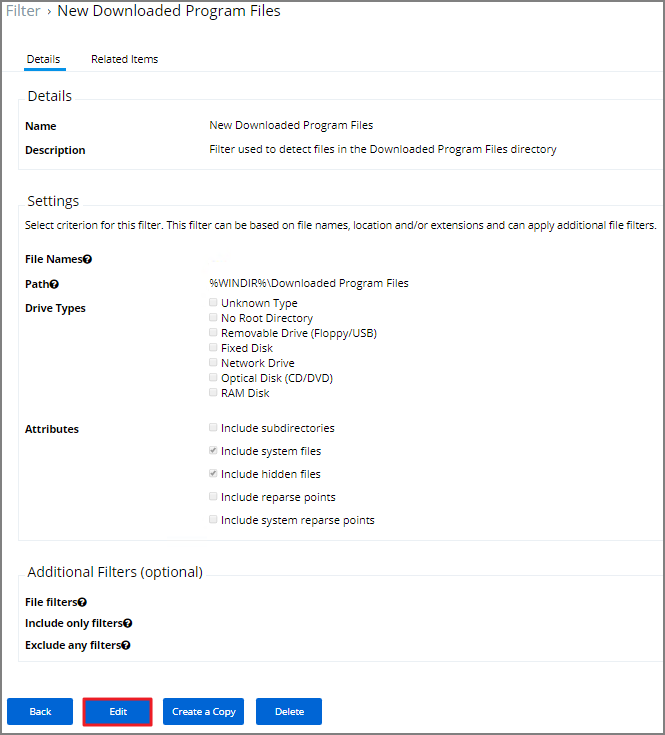 Filter › New Downloaded Program Files
Details Related Items
Details
Name New Downloaded Program Files
Description Filter used to detect files in the Downloaded Program Files directory
Settings
Select criterion for this filter. This filter can be based on file names, location and/or extensions and can apply additional file filters.
File Names?
Path? %WINDIR%\Downloaded Program Files
Drive Types
Unknown Type
No Root Directory
Removable Drive (Floppy/USB)
Fixed Disk
Network Drive
Optical Disk (CD/DVD)
RAM Disk
Attributes Include subdirectories
Include system files
Include hidden files
Include reparse points
Include system reparse points
Additional Filters (optional)
File filters?
Include only filters?
Exclude any filters?
Back Edit Create a Copy Delete